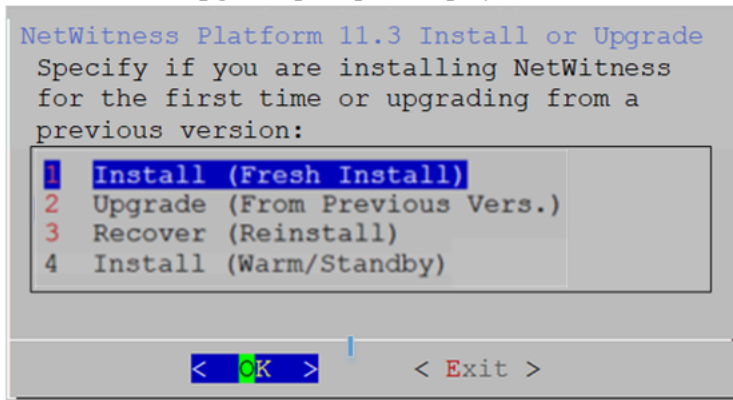 NetWitness Platform 11.3 Install or Upgrade
Specify if you are installing NetWitness
for the first time or upgrading from a
previous version:
1 Install (Fresh Install)
2 Upgrade (From Previous Vers.)
3 Recover (Reinstall)
4 Install (Warm/Standby)
< OK > < Exit >